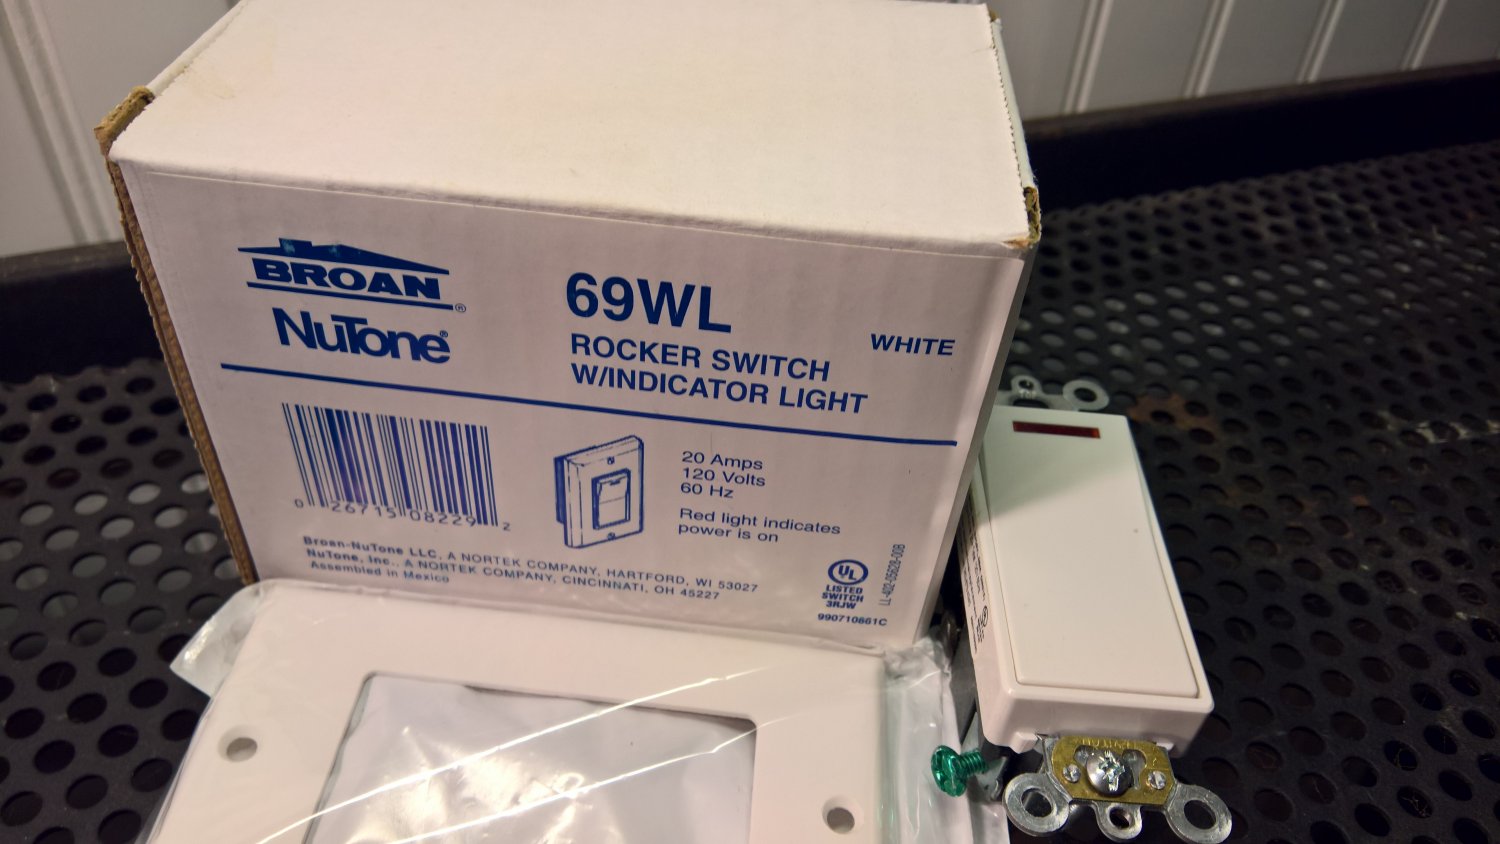 BROAN®
NuTone®
69WL
ROCKER SWITCH
W/INDICATOR LIGHT
WHITE
0 26715 08229 2
20 Amps
120 Volts
60 Hz
Red light indicates
power is on
Broan-NuTone LLC, A NORTEK COMPANY, HARTFORD, WI 53027
NuTone, Inc., A NORTEK COMPANY, CINCINNATI, OH 45227
Assembled in Mexico
UL
LISTED
SWITCH
3RJW
990710861C